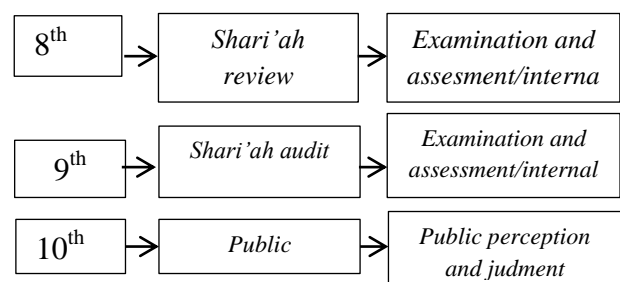 8th
Shari'ah
review
Examination and
assesment/interna
9th
Shari'ah audit
Examination and
assessment/internal
10th
Public
Public perception
and judgment